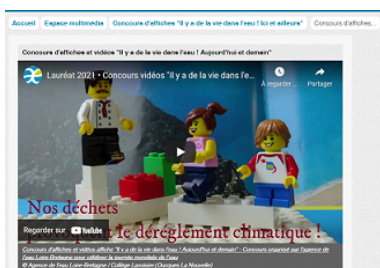 Accueil Espace multimédia Concours d'affiches "Il y a de la vie dans l'eau ! Ici et ailleurs" Concours d'affiches...
Concours d'affiches et vidéos "Il y a de la vie dans l'eau ! Aujourd'hui et demain"
Lauréat 2021 • Concours vidéos "Il y a de la vie dans l'e...
À regarder ... Partager
Nos déchets
le dérèglement climatique !
Regarder sur YouTube
Concours d'affiches et vidéos affiche "Il y a de la vie dans l'eau ! Aujourd'hui et demain" - Concours organisé par l'agence de
l'eau Loire-Bretagne pour célébrer la journée mondiale de l'eau
© Agence de l'eau Loire-Bretagne / Collège Lavoisier (Oucques La Nouvelle)